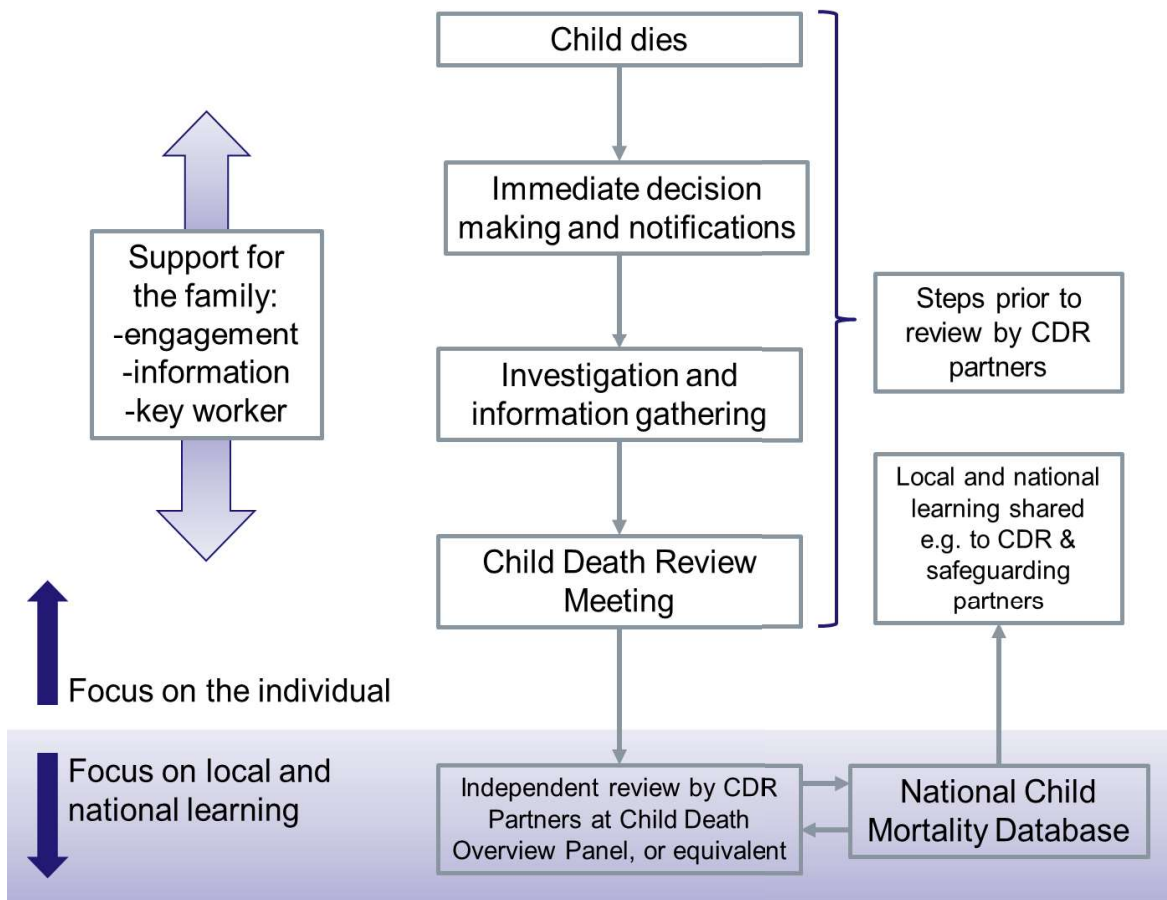 Child dies
Immediate decision
making and notifications
Support for
the family:
-engagement
-information
-key worker
Steps prior to
review by CDR
partners
Investigation and
information gathering
Local and national
learning shared
e.g. to CDR &
safeguarding
partners
Child Death Review
Meeting
Focus on the individual
Focus on local and
national learning
Independent review by CDR
Partners at Child Death
Overview Panel, or equivalent
National Child
Mortality Database